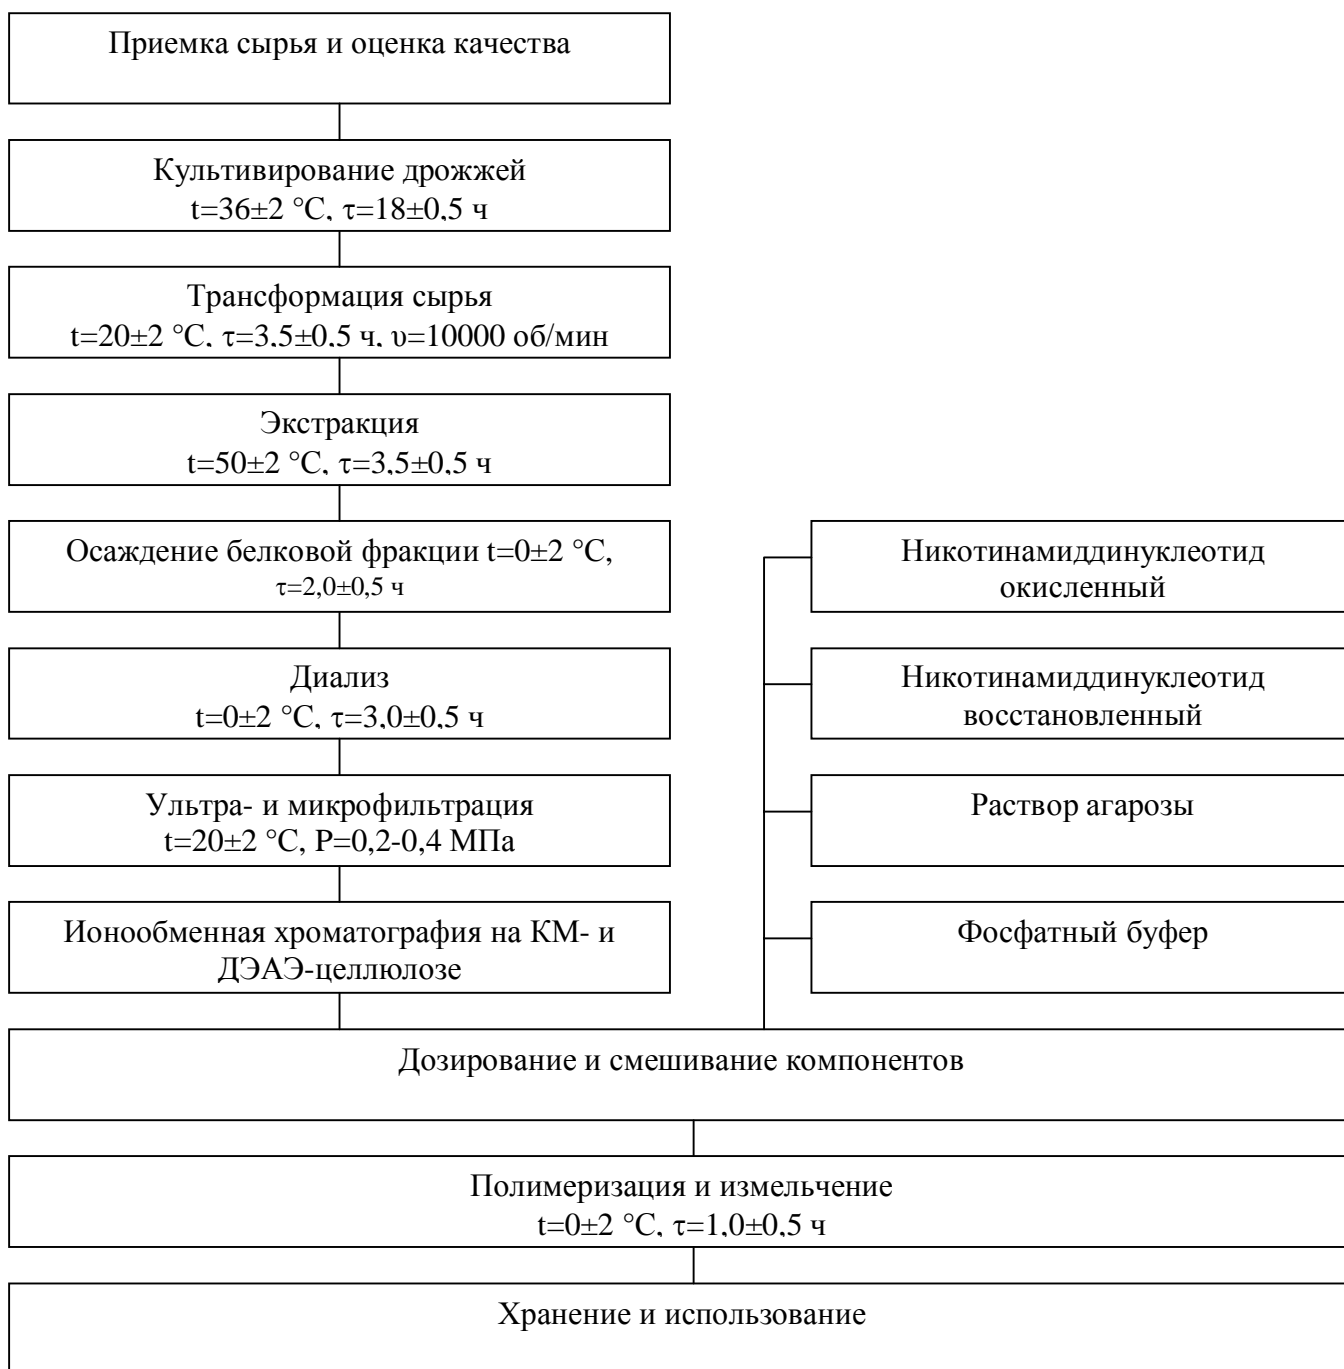 Приемка сырья и оценка качества
Культивирование дрожжей
t=36±2 °С, τ=18±0,5 ч
Трансформация сырья
t=20±2 °С, τ=3,5±0,5 ч, υ=10000 об/мин
Экстракция
t=50±2 °С, τ=3,5±0,5 ч
Осаждение белковой фракции t=0±2 °С,
τ=2,0±0,5 ч
Никотинамиддинуклеотид
окисленный
Диализ
t=0±2 °С, τ=3,0±0,5 ч
Никотинамиддинуклеотид
восстановленный
Ультра- и микрофильтрация
t=20±2 °С, Р=0,2-0,4 МПа
Раствор агарозы
Ионообменная хроматография на КМ- и
ДЭАЭ-целлюлозе
Фосфатный буфер
Дозирование и смешивание компонентов
Полимеризация и измельчение
t=0±2 °С, τ=1,0±0,5 ч
Хранение и использование